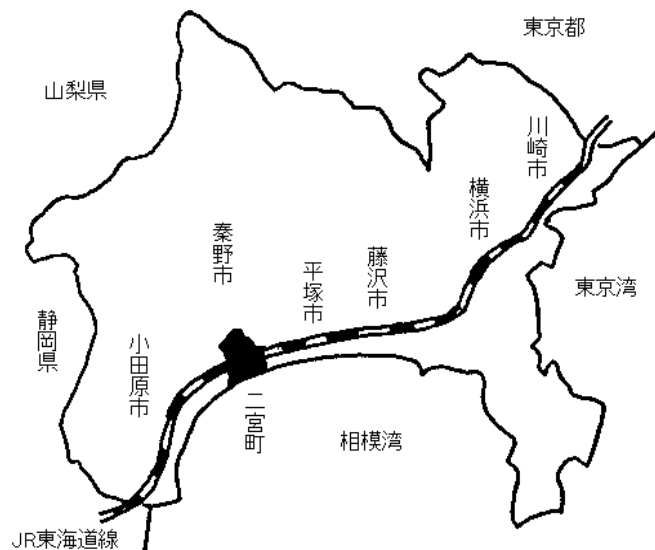 東京都
山梨県
川崎市
横浜市
東京湾
藤沢市
平塚市
秦野市
静岡県
小田原市
二宮町
相模湾
JR東海道線